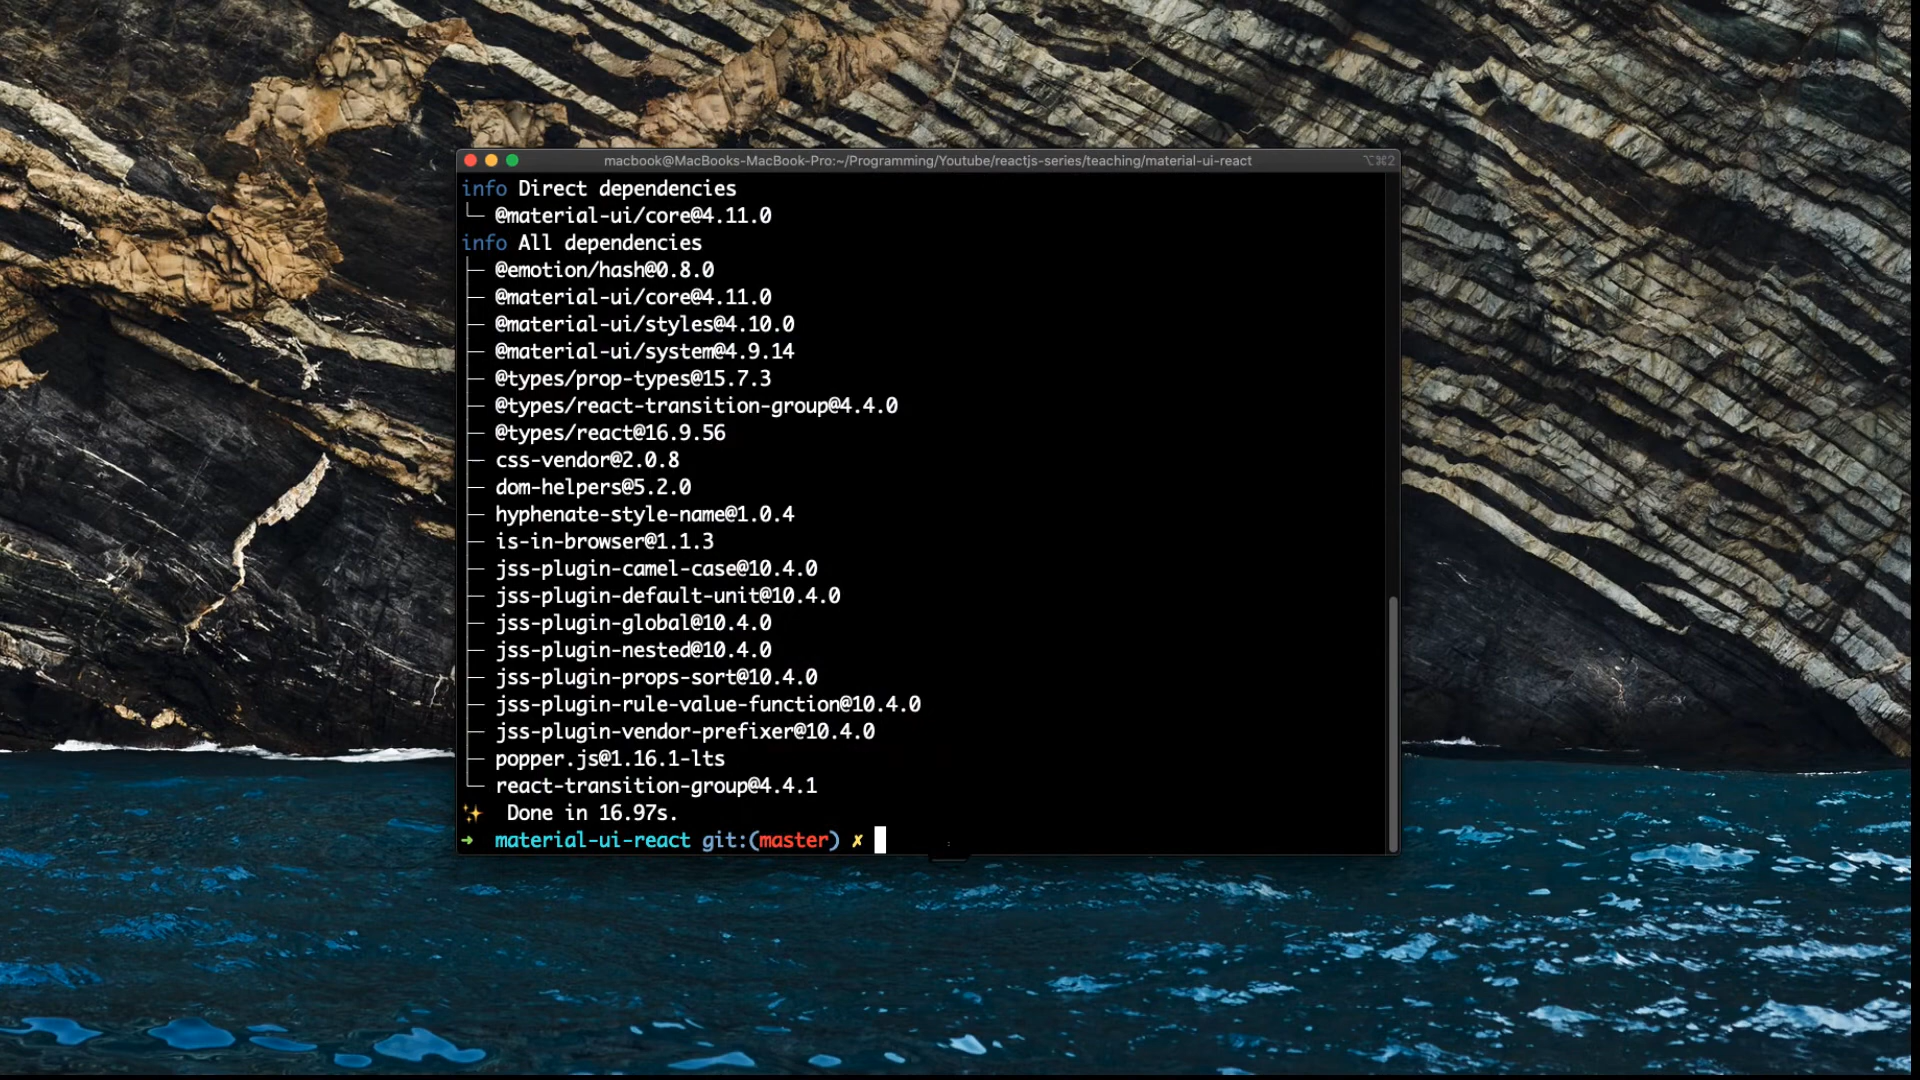 macbook@MacBooks-MacBook-Pro:~/Programming/Youtube/reactjs-series/teaching/material-ui-react
⌥⌘2
info Direct dependencies
└─ @material-ui/core@4.11.0
info All dependencies
├─ @emotion/hash@0.8.0
├─ @material-ui/core@4.11.0
├─ @material-ui/styles@4.10.0
├─ @material-ui/system@4.9.14
├─ @types/prop-types@15.7.3
├─ @types/react-transition-group@4.4.0
├─ @types/react@16.9.56
├─ css-vendor@2.0.8
├─ dom-helpers@5.2.0
├─ hyphenate-style-name@1.0.4
├─ is-in-browser@1.1.3
├─ jss-plugin-camel-case@10.4.0
├─ jss-plugin-default-unit@10.4.0
├─ jss-plugin-global@10.4.0
├─ jss-plugin-nested@10.4.0
├─ jss-plugin-props-sort@10.4.0
├─ jss-plugin-rule-value-function@10.4.0
├─ jss-plugin-vendor-prefixer@10.4.0
├─ popper.js@1.16.1-lts
└─ react-transition-group@4.4.1
✨ Done in 16.97s.
➜ material-ui-react git:(master) ✗